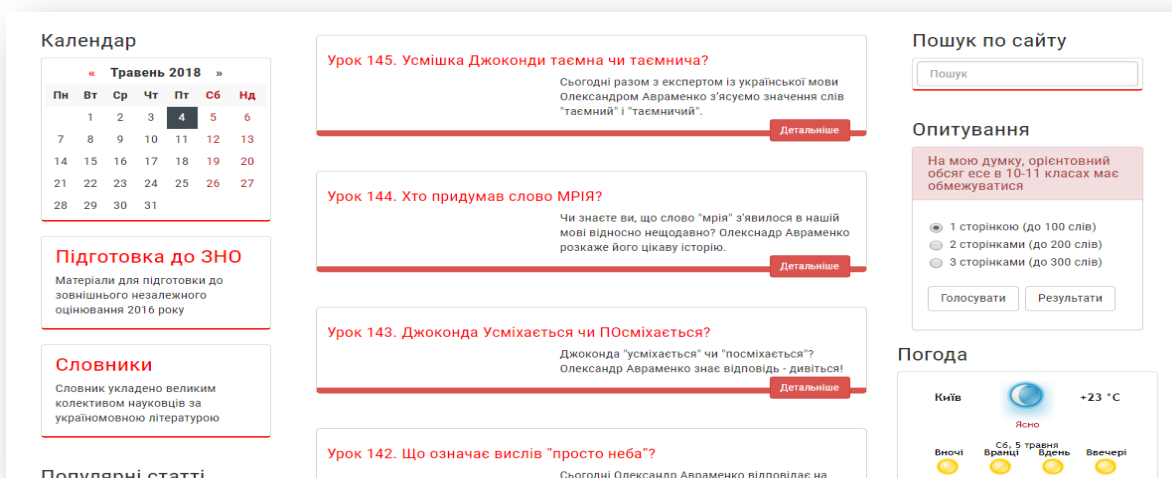 Календар
« Травень 2018 »
Пн Вт Ср Чт Пт Сб Нд
1 2 3 4 5 6
7 8 9 10 11 12 13
14 15 16 17 18 19 20
21 22 23 24 25 26 27
28 29 30 31
Підготовка до ЗНО
Матеріали для підготовки до
зовнішнього незалежного
оцінювання 2016 року
Словники
Словник укладено великим
колективом науковців за
україномовною літературою
Популярні статті
Урок 145. Усмішка Джоконди таємна чи таємнича?
Сьогодні разом з експертом із української мови
Олександром Авраменко з'ясуємо значення слів
"таємний" і "таємничий".
Детальніше
Урок 144. Хто придумав слово МРІЯ?
Чи знаєте ви, що слово "мрія" з'явилося в нашій
мові відносно нещодавно? Олекснадр Авраменко
розкаже його цікаву історію.
Детальніше
Урок 143. Джоконда Усміхається чи ПОсміхається?
Джоконда "усміхається" чи "посміхається"?
Олександр Авраменко знає відповідь - дивіться!
Детальніше
Урок 142. Що означає вислів "просто неба"?
Сьогодні Олександр Авраменко відповідає на
Пошук по сайту
Пошук
Опитування
На мою думку, орієнтовний
обсяг есе в 10-11 класах має
обмежуватися
1 сторінкою (до 100 слів)
2 сторінками (до 200 слів)
3 сторінками (до 300 слів)
Голосувати Результати
Погода
Київ +23 °C
Ясно
Сб, 5 травня
Вночі Вранці Вдень Ввечері